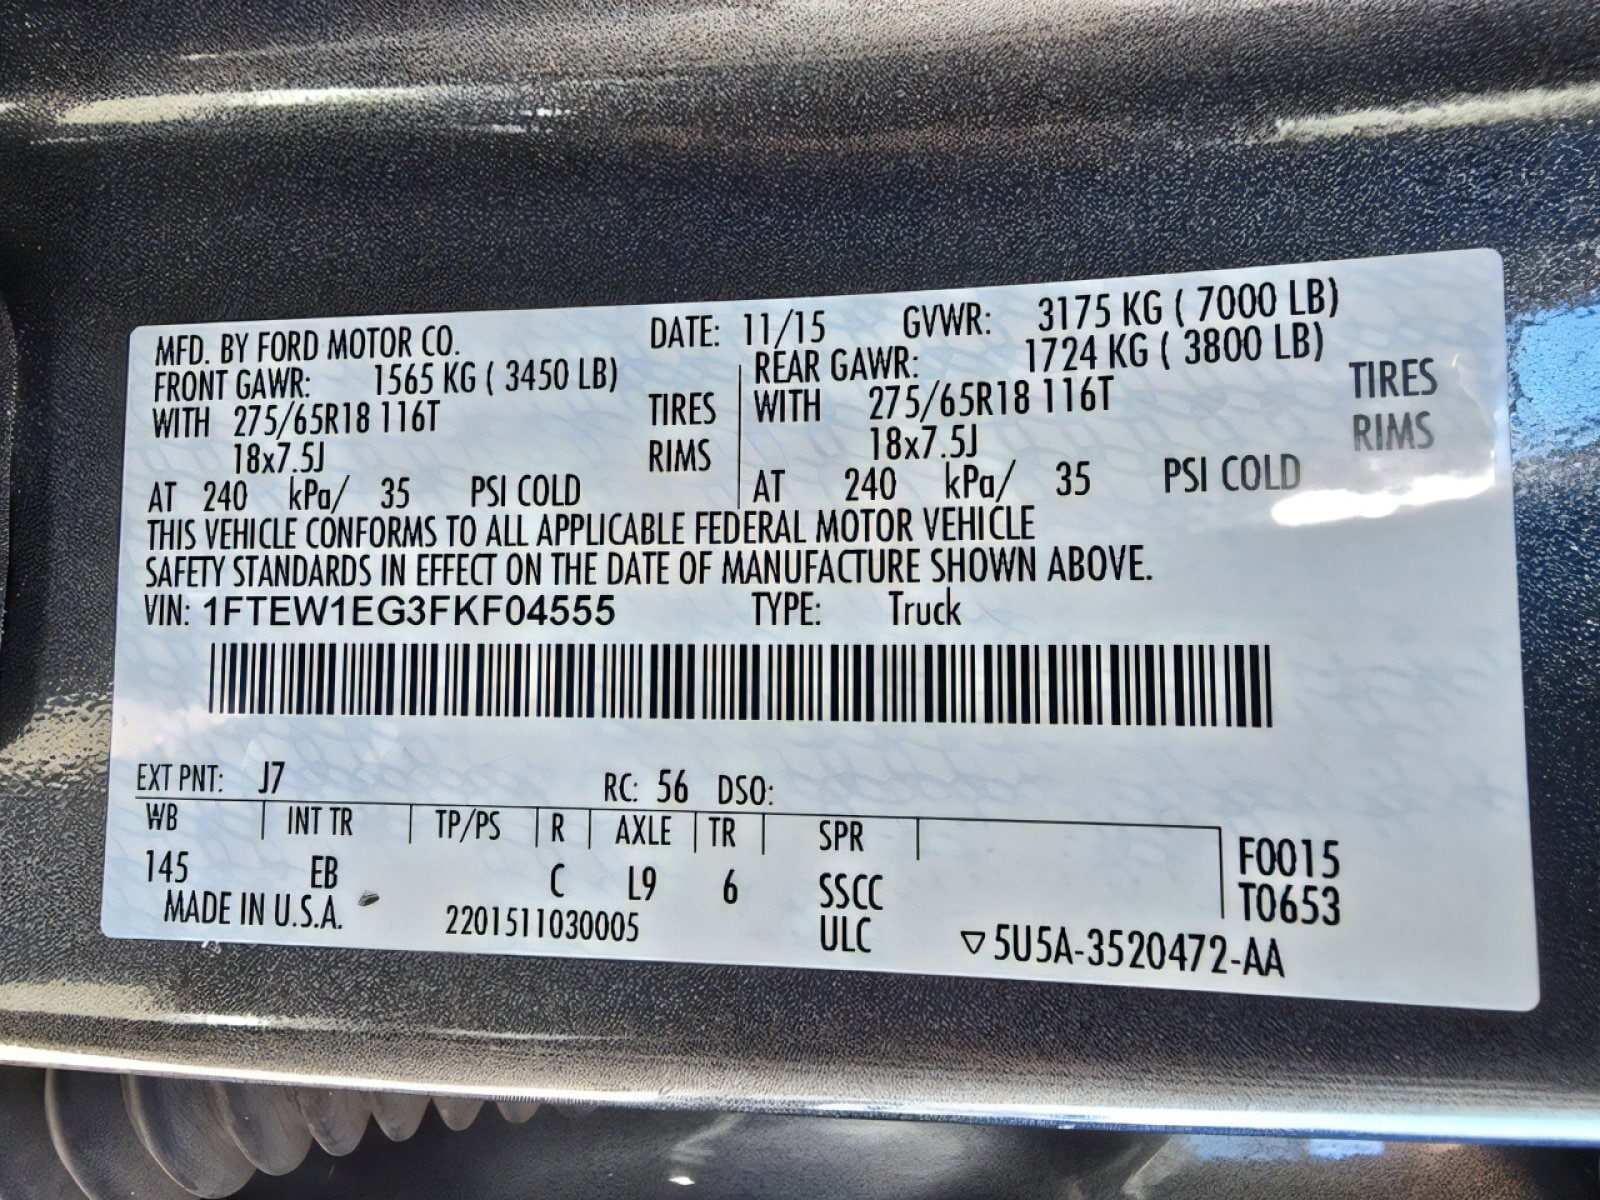 MFD. BY FORD MOTOR CO. DATE: 11/15 GVWR: 3175 KG ( 7000 LB)
FRONT GAWR: 1565 KG ( 3450 LB) REAR GAWR: 1724 KG ( 3800 LB)
WITH 275/65R18 116T TIRES WITH 275/65R18 116T TIRES
18x7.5J RIMS 18x7.5J RIMS
AT 240 kPa/ 35 PSI COLD AT 240 kPa/ 35 PSI COLD
THIS VEHICLE CONFORMS TO ALL APPLICABLE FEDERAL MOTOR VEHICLE
SAFETY STANDARDS IN EFFECT ON THE DATE OF MANUFACTURE SHOWN ABOVE.
VIN: 1FTEW1EG3FKF04555 TYPE: Truck
EXT PNT: J7 RC: 56 DSO:
WB INT TR TP/PS R AXLE TR SPR F0015
145 EB C L9 6 SSCC T0653
MADE IN U.S.A. 2201511030005 ULC ▽5U5A-3520472-AA